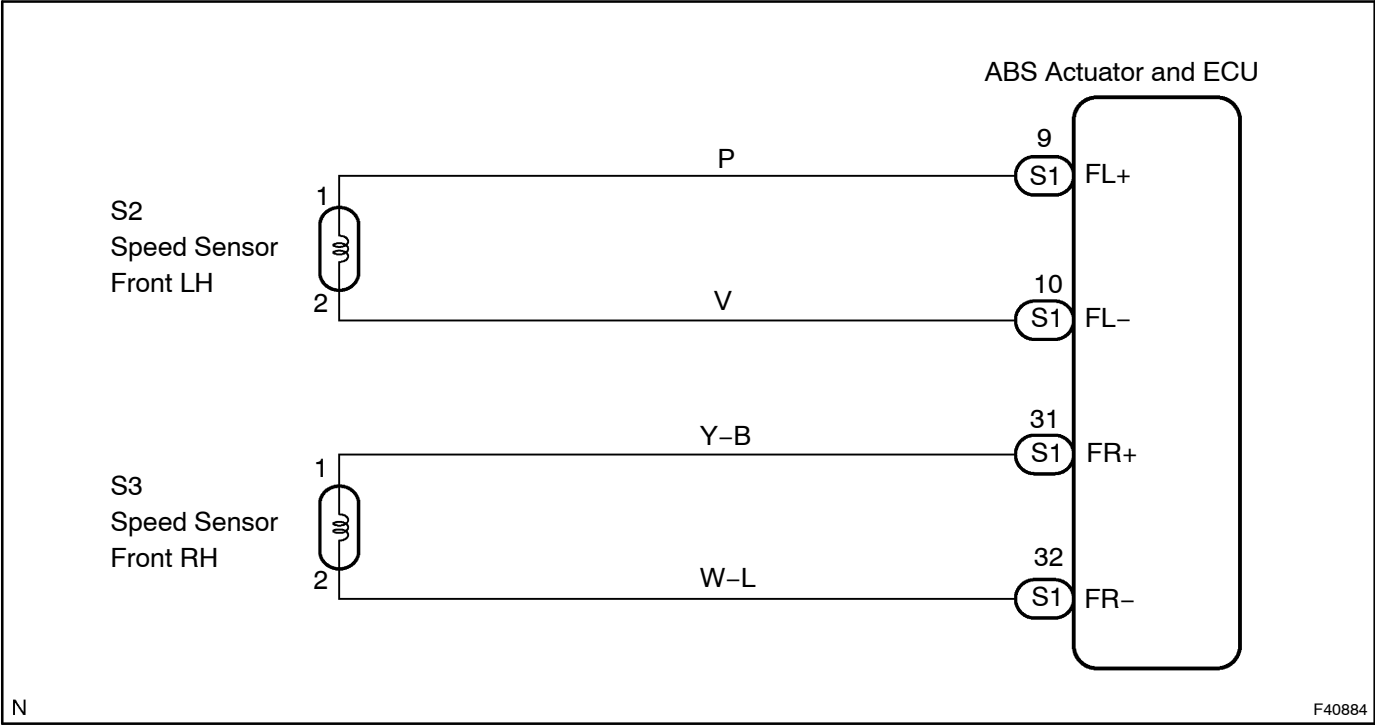 ABS Actuator and ECU
9
P
S1
FL+
1
S2
Speed Sensor
Front LH
2
10
V
S1
FL−
31
Y−B
S1
FR+
1
S3
Speed Sensor
Front RH
2
32
W−L
S1
FR−
N
F40884